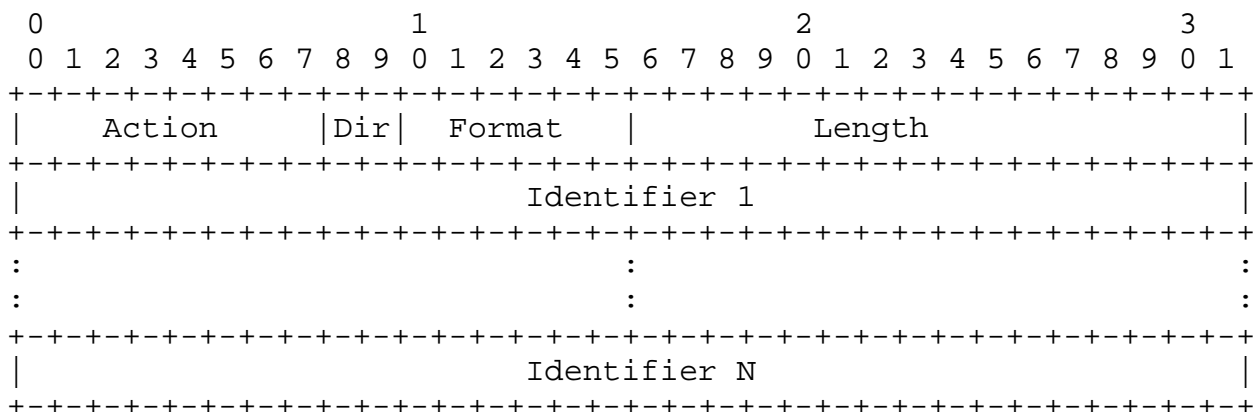 0                   1                   2                   3
 0 1 2 3 4 5 6 7 8 9 0 1 2 3 4 5 6 7 8 9 0 1 2 3 4 5 6 7 8 9 0 1
+-+-+-+-+-+-+-+-+-+-+-+-+-+-+-+-+-+-+-+-+-+-+-+-+-+-+-+-+-+-+-+-+
|    Action     |Dir|  Format   |         Length                |
+-+-+-+-+-+-+-+-+-+-+-+-+-+-+-+-+-+-+-+-+-+-+-+-+-+-+-+-+-+-+-+-+
|                          Identifier 1                         |
+-+-+-+-+-+-+-+-+-+-+-+-+-+-+-+-+-+-+-+-+-+-+-+-+-+-+-+-+-+-+-+-+
:                               :                               :
:                               :                               :
+-+-+-+-+-+-+-+-+-+-+-+-+-+-+-+-+-+-+-+-+-+-+-+-+-+-+-+-+-+-+-+-+
|                          Identifier N                         |
+-+-+-+-+-+-+-+-+-+-+-+-+-+-+-+-+-+-+-+-+-+-+-+-+-+-+-+-+-+-+-+-+